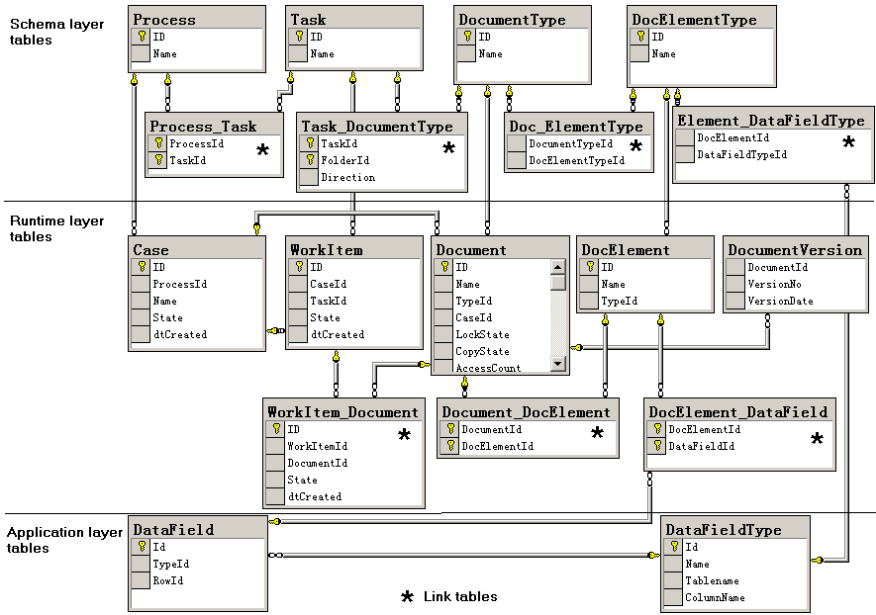 Schema layer
tables
Process
ID
Name
Task
ID
Name
DocumentType
ID
Name
DocElementType
ID
Name
Process_Task
ProcessId
TaskId
*
Task_DocumentType
TaskId
FolderId
Direction
*
Doc_ElementType
DocumentTypeId
DocElementTypeId
*
Element_DataFieldType
DocElementId
DataFieldTypeId
*
Runtime layer
tables
Case
ID
ProcessId
Name
State
dtCreated
WorkItem
ID
CaseId
TaskId
State
dtCreated
Document
ID
Name
TypeId
CaseId
LockState
CopyState
AccessCount
DocElement
ID
Name
TypeId
DocumentVersion
DocumentId
VersionNo
VersionDate
WorkItem_Document
ID
WorkItemId
DocumentId
State
dtCreated
*
Document_DocElement
DocumentId
DocElementId
*
DocElement_DataField
DocElementId
DataFieldId
*
Application layer
tables
DataField
Id
TypeId
RowId
DataFieldType
Id
Name
Tablename
ColumnName
* Link tables